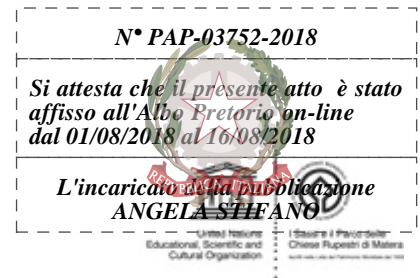 N° PAP-03752-2018
Si attesta che il presente atto è stato
affisso all'Albo Pretorio on-line
dal 01/08/2018 al 16/08/2018
L'incaricato della pubblicazione
ANGELA STIFANO
REPVBBLICA ITALIANA
United Nations
Educational, Scientific and
Cultural Organization
I Sassi e il Parco delle
Chiese Rupestri di Matera